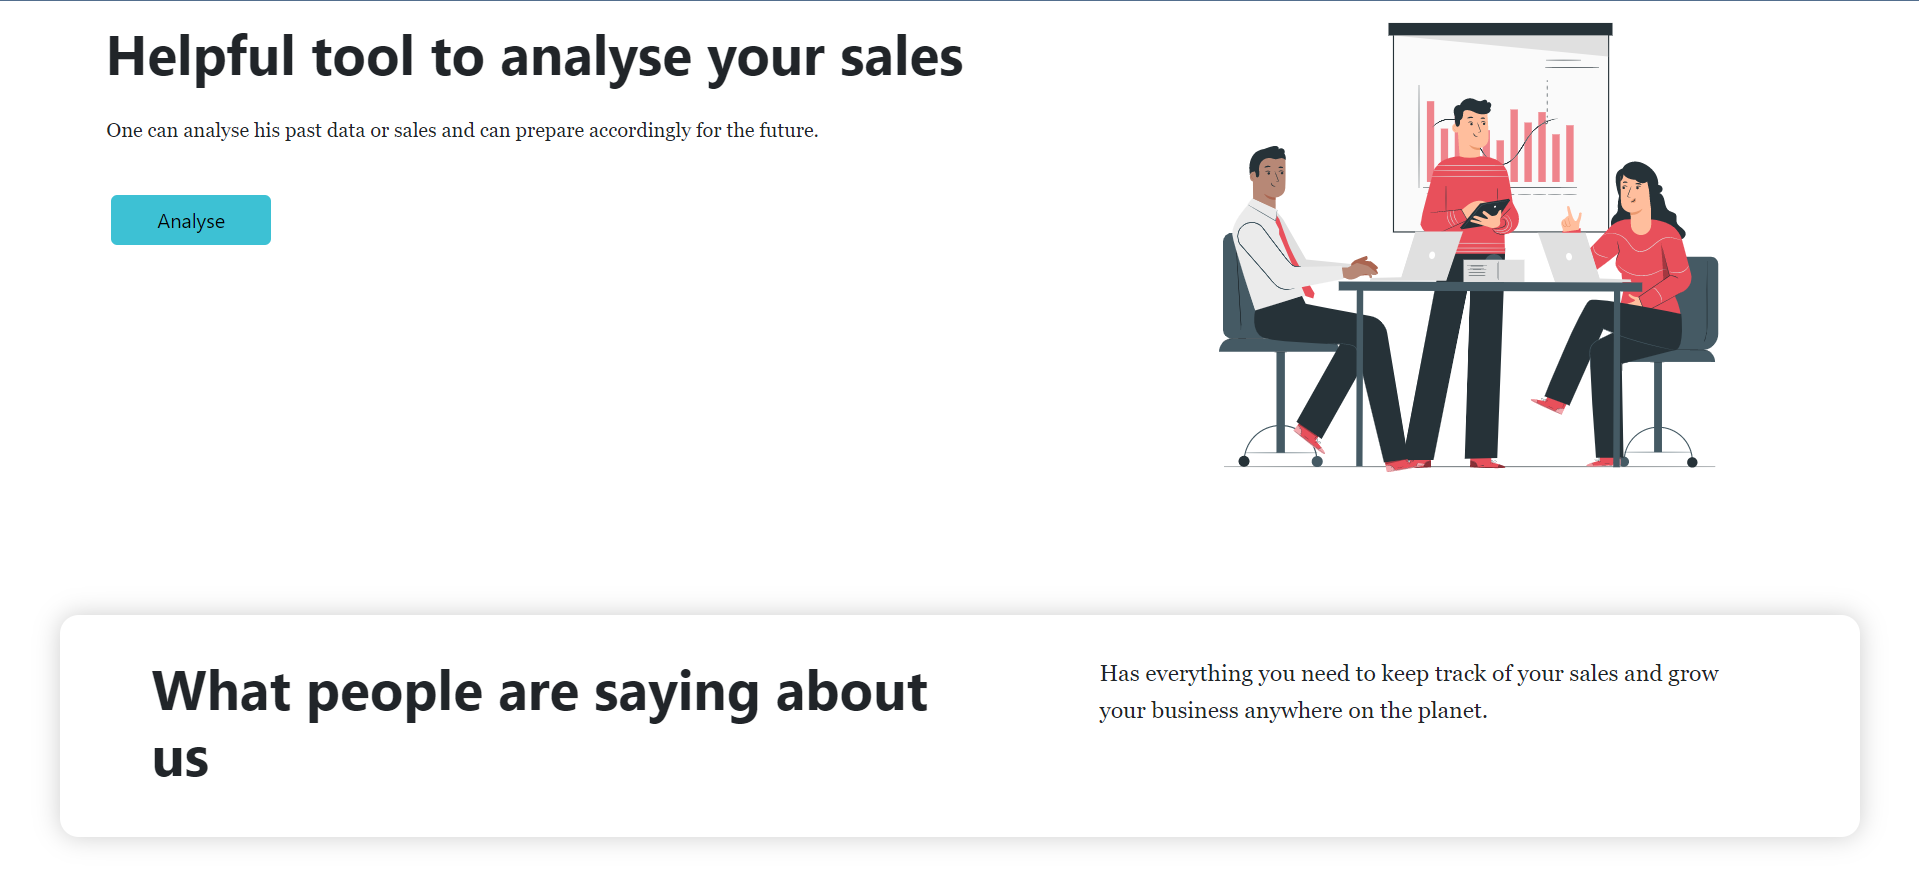 Helpful tool to analyse your sales
One can analyse his past data or sales and can prepare accordingly for the future.
Analyse
What people are saying about
us
Has everything you need to keep track of your sales and grow
your business anywhere on the planet.